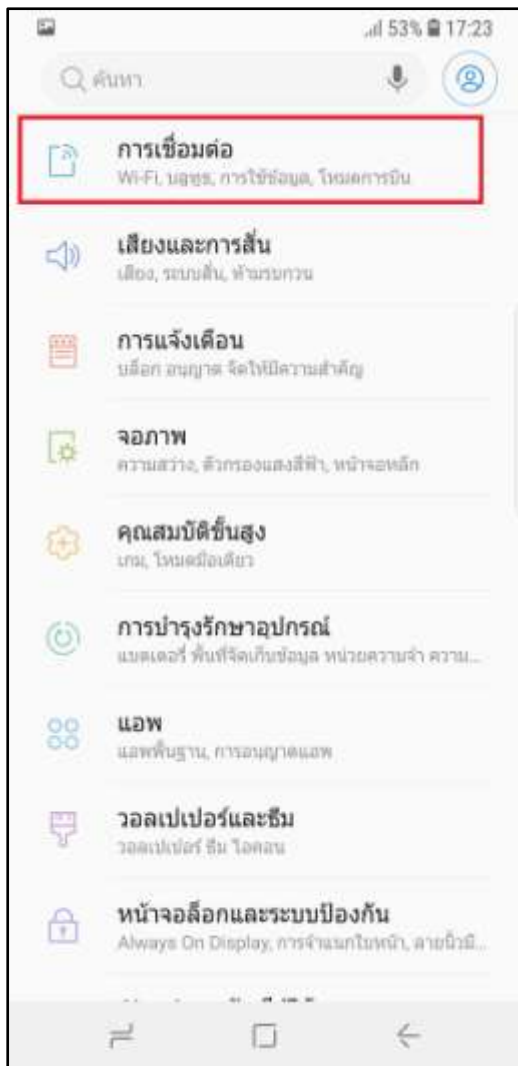 53% 17:23
ค้นหา
การเชื่อมต่อ
Wi-Fi, บลูทูธ, การใช้ข้อมูล, โหมดการบิน
เสียงและการสั่น
เสียง, ระบบสั่น, ห้ามรบกวน
การแจ้งเตือน
บล็อก อนุญาต จัดให้มีความสำคัญ
จอภาพ
ความสว่าง, ตัวกรองแสงสีฟ้า, หน้าจอหลัก
คุณสมบัติขั้นสูง
เกม, โหมดมือเดียว
การบำรุงรักษาอุปกรณ์
แบตเตอรี่ พื้นที่จัดเก็บข้อมูล หน่วยความจำ ความ...
แอพ
แอพพื้นฐาน, การอนุญาตแอพ
วอลเปเปอร์และธีม
วอลเปเปอร์ ธีม ไอคอน
หน้าจอล็อกและระบบป้องกัน
Always On Display, การจำแนกใบหน้า, ลายนิ้วมื...